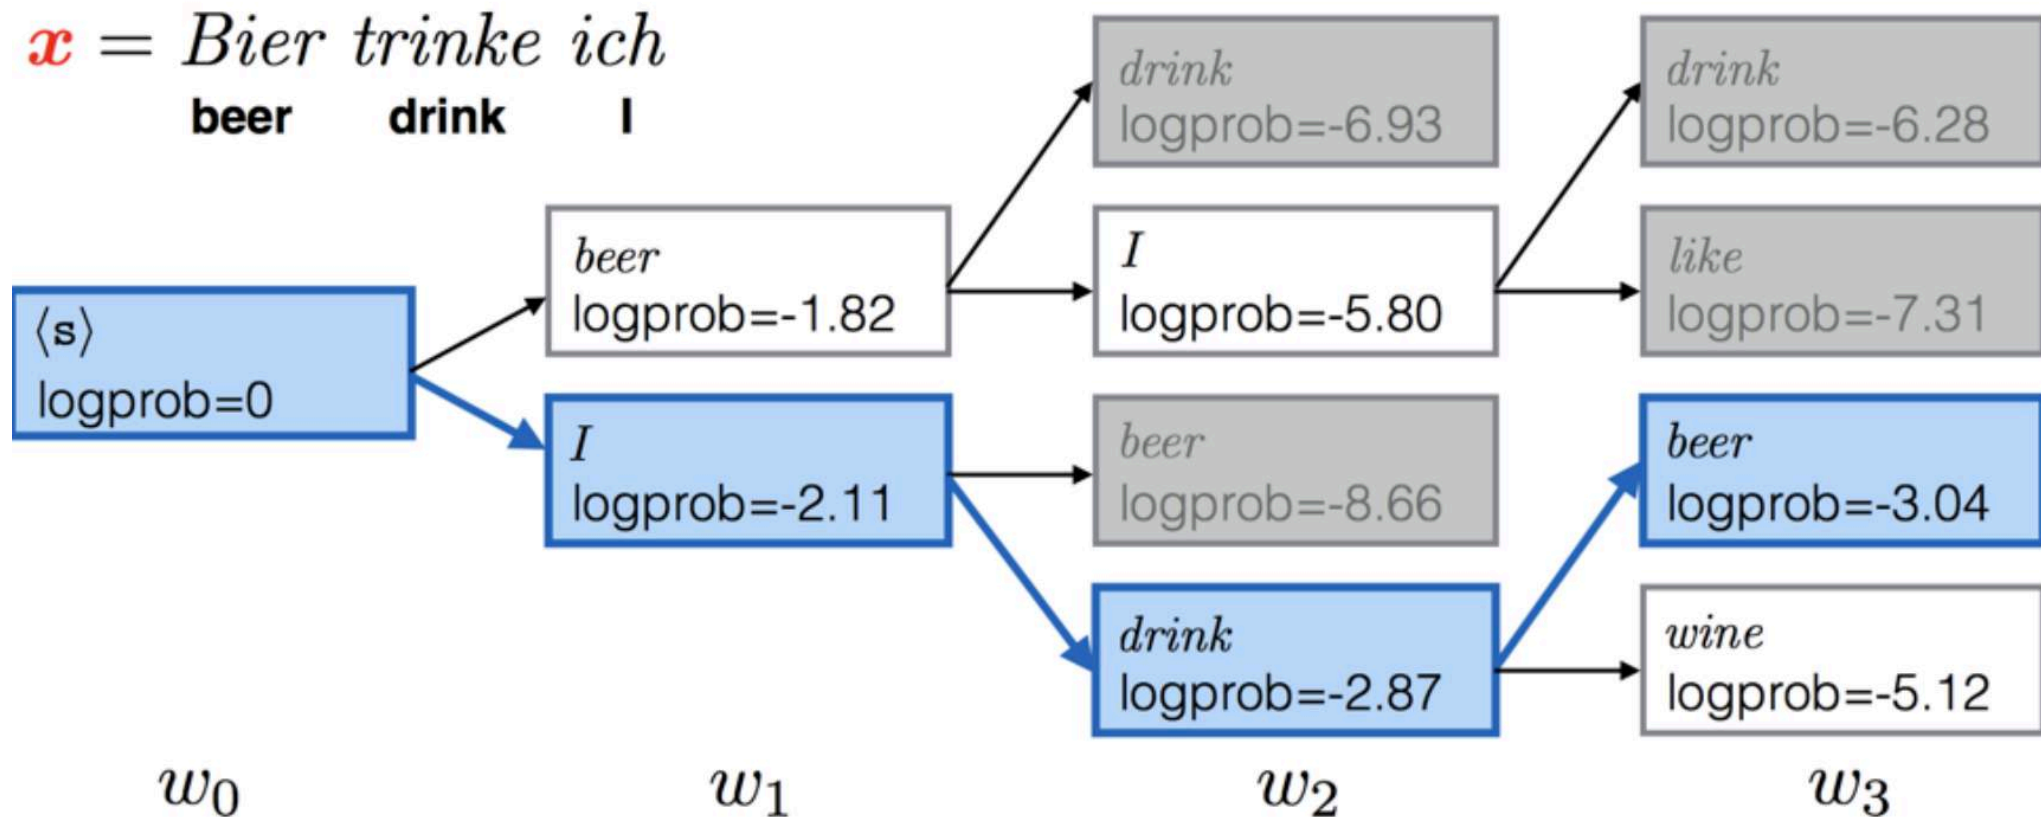 x = Bier trinke ich
beer drink I
⟨s⟩
logprob=0
beer
logprob=-1.82
I
logprob=-2.11
drink
logprob=-6.93
I
logprob=-5.80
beer
logprob=-8.66
drink
logprob=-2.87
drink
logprob=-6.28
like
logprob=-7.31
beer
logprob=-3.04
wine
logprob=-5.12
w₀ w₁ w₂ w₃